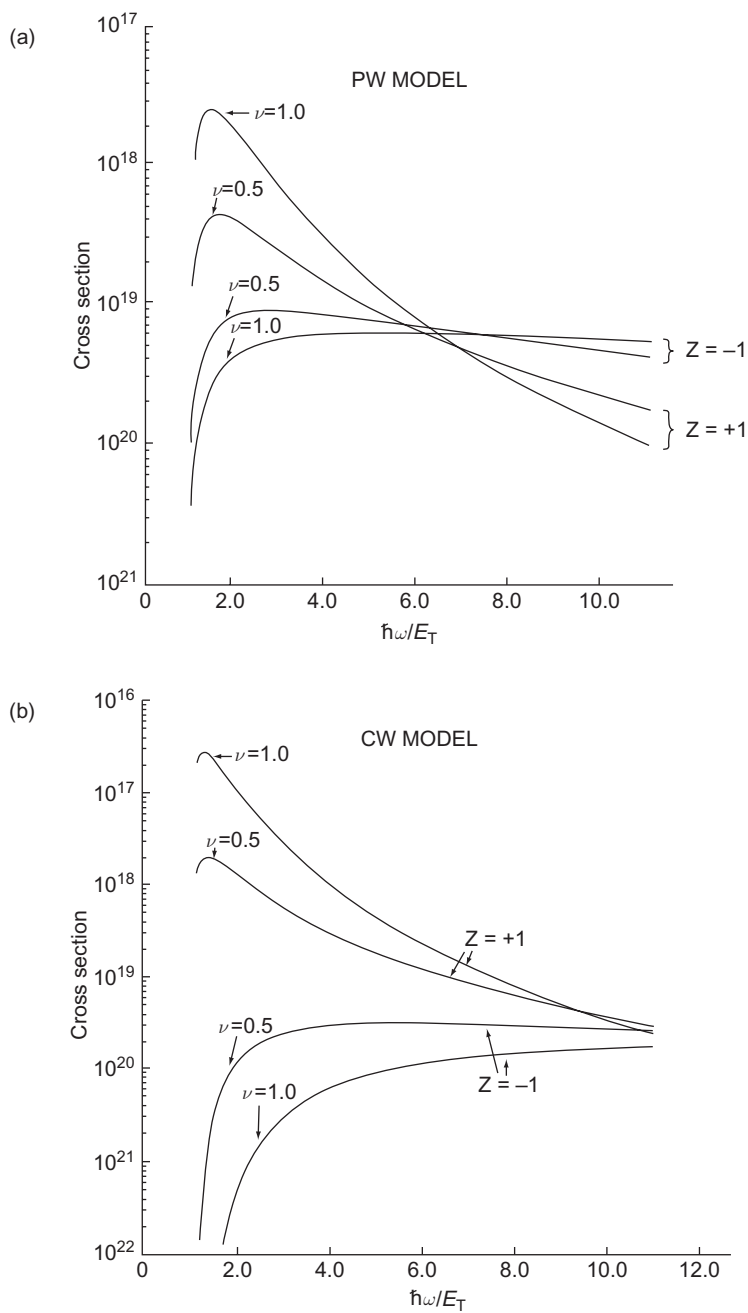 (a)
10^17
PW MODEL
ν=1.0
10^18
ν=0.5
ν=0.5
10^19
ν=1.0
Cross section
Z = –1
Z = +1
10^20
10^21
0 2.0 4.0 6.0 8.0 10.0
ħω/E_T
(b)
10^16
CW MODEL
ν=1.0
10^17
ν=0.5
10^18
Z = +1
10^19
Cross section
ν=0.5
10^20
Z = –1
ν=1.0
10^21
10^22
0 2.0 4.0 6.0 8.0 10.0 12.0
ħω/E_T